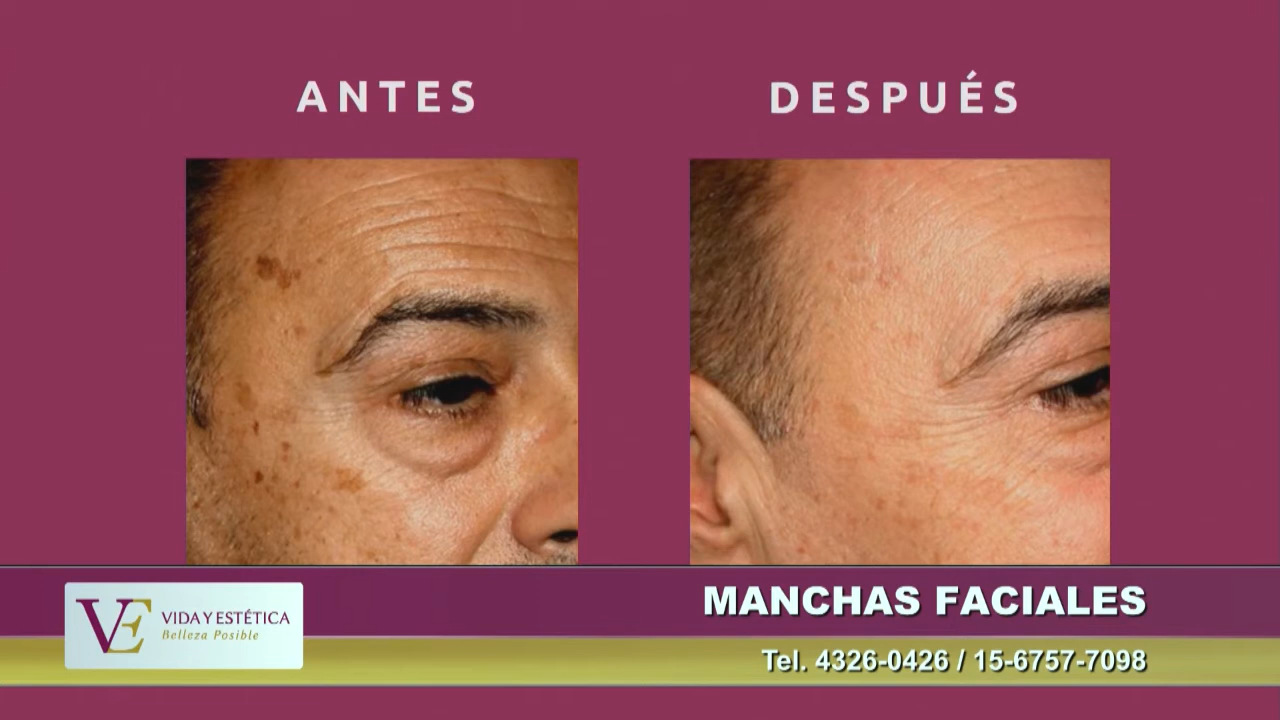 ANTES
DESPUÉS
MANCHAS FACIALES
VE
VIDA Y ESTÉTICA
Belleza Posible
Tel. 4326-0426 / 15-6757-7098